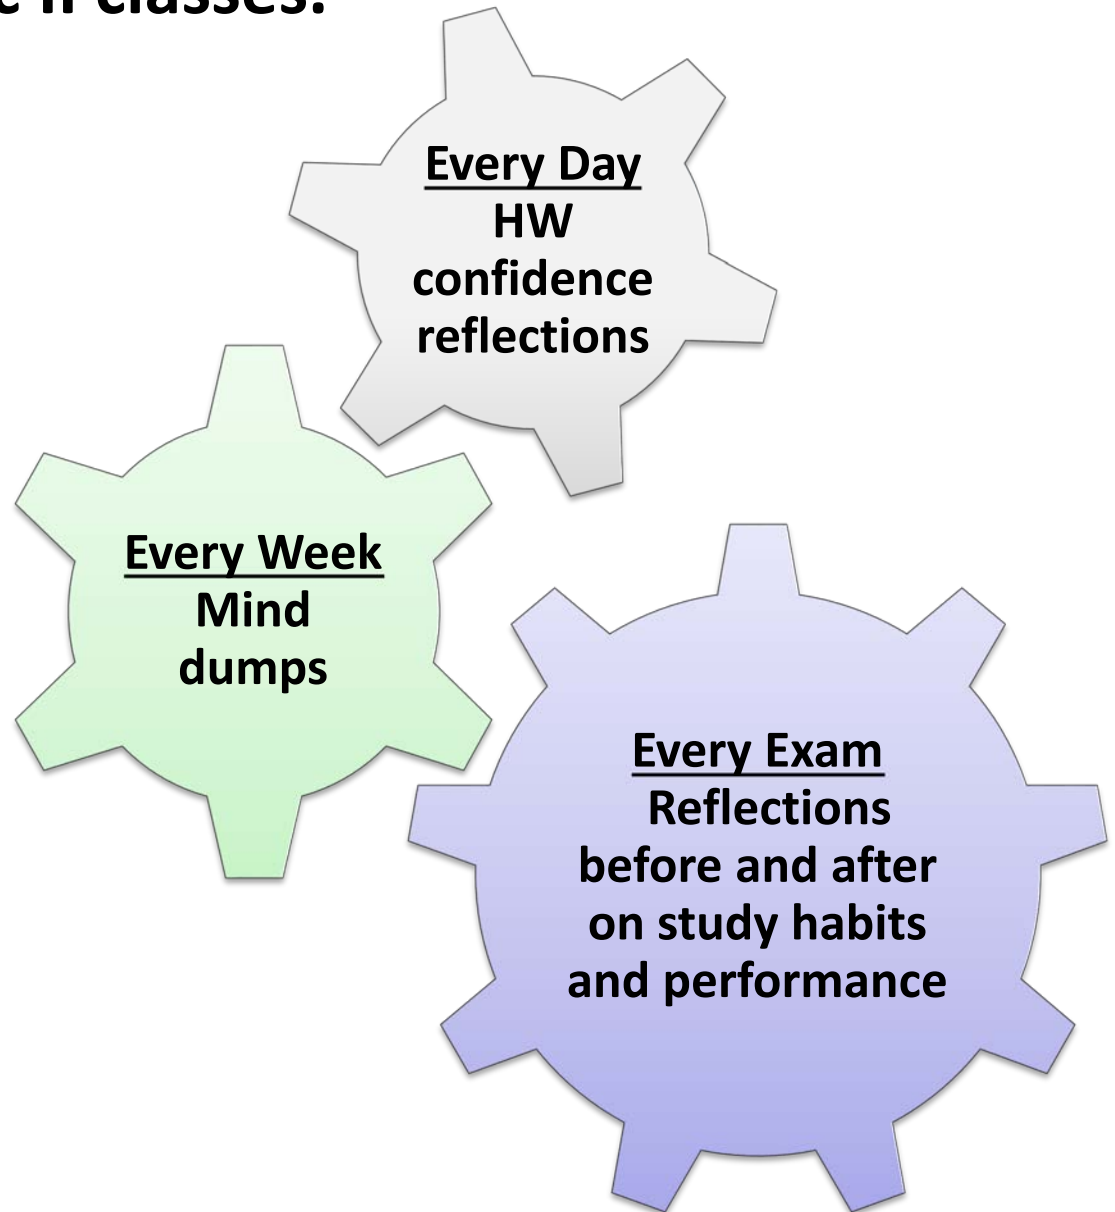 classes.
Every Day
HW
confidence
reflections
Every Week
Mind
dumps
Every Exam
Reflections
before and after
on study habits
and performance